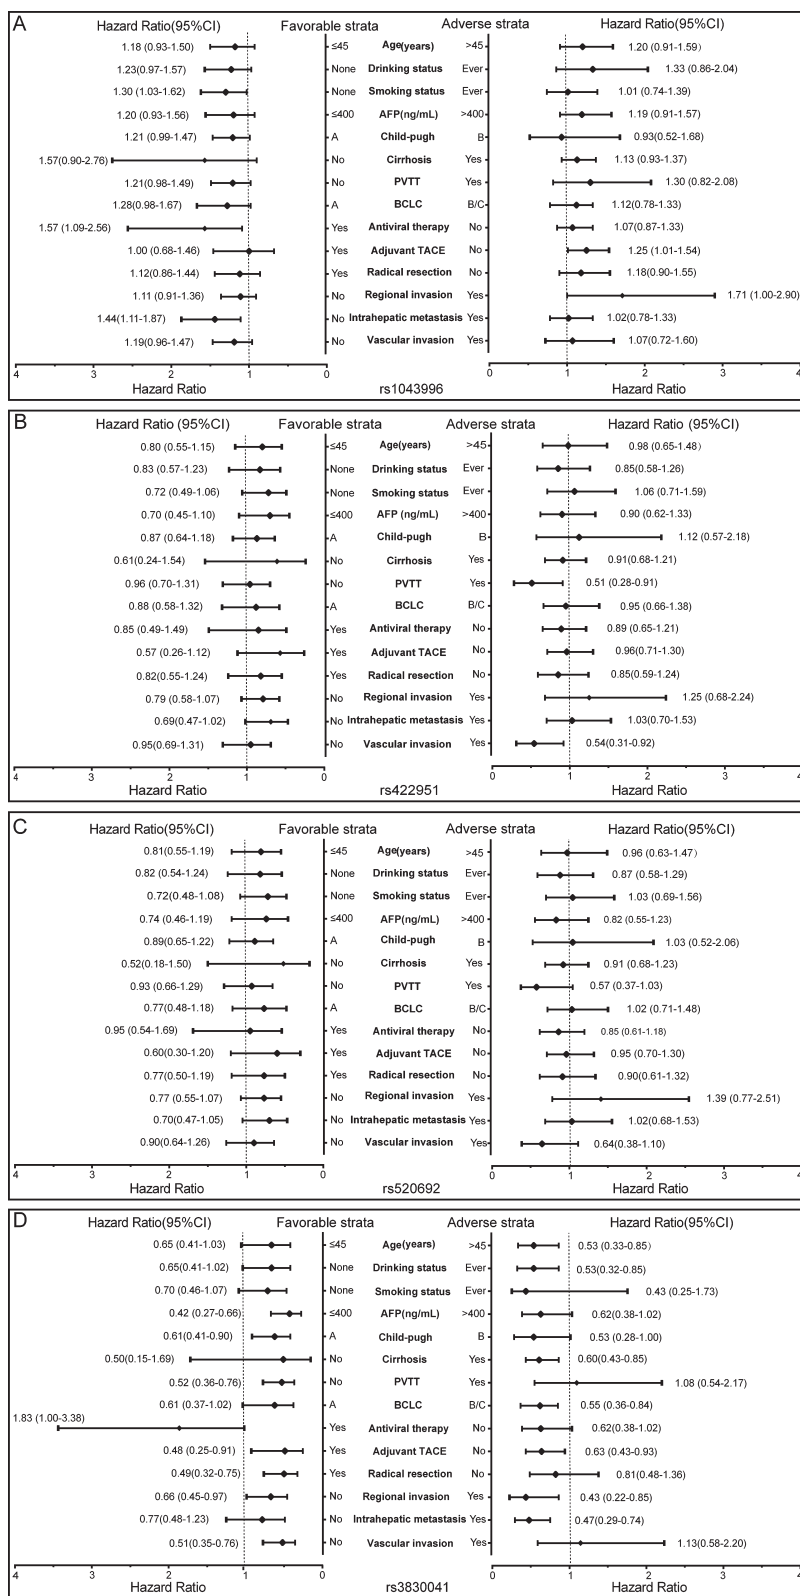 A
Hazard Ratio(95%CI) Favorable strata Adverse strata Hazard Ratio(95%CI)
1.18 (0.93-1.50) ≤45 Age(years) >45 1.20 (0.91-1.59)
1.23(0.97-1.57) None Drinking status Ever 1.33 (0.86-2.04)
1.30 (1.03-1.62) None Smoking status Ever 1.01 (0.74-1.39)
1.20 (0.93-1.56) ≤400 AFP(ng/mL) >400 1.19 (0.91-1.57)
1.21 (0.99-1.47) A Child-pugh B 0.93(0.52-1.68)
1.57(0.90-2.76) No Cirrhosis Yes 1.13 (0.93-1.37)
1.21(0.98-1.49) No PVTT Yes 1.30 (0.82-2.08)
1.28(0.98-1.67) A BCLC B/C 1.12(0.78-1.33)
1.57 (1.09-2.56) Yes Antiviral therapy No 1.07(0.87-1.33)
1.00 (0.68-1.46) Yes Adjuvant TACE No 1.25 (1.01-1.54)
1.12(0.86-1.44) Yes Radical resection No 1.18(0.90-1.55)
1.11 (0.91-1.36) No Regional invasion Yes 1.71 (1.00-2.90)
1.44(1.11-1.87) No Intrahepatic metastasis Yes 1.02(0.78-1.33)
1.19(0.96-1.47) No Vascular invasion Yes 1.07(0.72-1.60)
4 3 2 1 0 0 1 2 3 4
Hazard Ratio rs1043996 Hazard Ratio
B
Hazard Ratio (95%CI) Favorable strata Adverse strata Hazard Ratio (95%CI)
0.80 (0.55-1.15) ≤45 Age(years) >45 0.98 (0.65-1.48)
0.83 (0.57-1.23) None Drinking status Ever 0.85(0.58-1.26)
0.72 (0.49-1.06) None Smoking status Ever 1.06 (0.71-1.59)
0.70 (0.45-1.10) ≤400 AFP (ng/mL) >400 0.90 (0.62-1.33)
0.87 (0.64-1.18) A Child-pugh B 1.12 (0.57-2.18)
0.61(0.24-1.54) No Cirrhosis Yes 0.91(0.68-1.21)
0.96 (0.70-1.31) No PVTT Yes 0.51 (0.28-0.91)
0.88 (0.58-1.32) A BCLC B/C 0.95 (0.66-1.38)
0.85 (0.49-1.49) Yes Antiviral therapy No 0.89 (0.65-1.21)
0.57 (0.26-1.12) Yes Adjuvant TACE No 0.96(0.71-1.30)
0.82(0.55-1.24) Yes Radical resection No 0.85(0.59-1.24)
0.79 (0.58-1.07) No Regional invasion Yes 1.25 (0.68-2.24)
0.69(0.47-1.02) No Intrahepatic metastasis Yes 1.03(0.70-1.53)
0.95(0.69-1.31) No Vascular invasion Yes 0.54(0.31-0.92)
4 3 2 1 0 0 1 2 3 4
Hazard Ratio rs422951 Hazard Ratio
C
Hazard Ratio(95%CI) Favorable strata Adverse strata Hazard Ratio(95%CI)
0.81(0.55-1.19) ≤45 Age(years) >45 0.96 (0.63-1.47)
0.82 (0.54-1.24) None Drinking status Ever 0.87 (0.58-1.29)
0.72(0.48-1.08) None Smoking status Ever 1.03 (0.69-1.56)
0.74 (0.46-1.19) ≤400 AFP(ng/mL) >400 0.82 (0.55-1.23)
0.89(0.65-1.22) A Child-pugh B 1.03 (0.52-2.06)
0.52(0.18-1.50) No Cirrhosis Yes 0.91 (0.68-1.23)
0.93 (0.66-1.29) No PVTT Yes 0.57 (0.37-1.03)
0.77(0.48-1.18) A BCLC B/C 1.02 (0.71-1.48)
0.95 (0.54-1.69) Yes Antiviral therapy No 0.85 (0.61-1.18)
0.60(0.30-1.20) Yes Adjuvant TACE No 0.95 (0.70-1.30)
0.77(0.50-1.19) Yes Radical resection No 0.90(0.61-1.32)
0.77 (0.55-1.07) No Regional invasion Yes 1.39 (0.77-2.51)
0.70(0.47-1.05) No Intrahepatic metastasis Yes 1.02(0.68-1.53)
0.90(0.64-1.26) No Vascular invasion Yes 0.64(0.38-1.10)
4 3 2 1 0 0 1 2 3 4
Hazard Ratio rs520692 Hazard Ratio
D
Hazard Ratio(95%CI) Favorable strata Adverse strata Hazard Ratio(95%CI)
0.65 (0.41-1.03) ≤45 Age(years) >45 0.53 (0.33-0.85)
0.65(0.41-1.02) None Drinking status Ever 0.53(0.32-0.85)
0.70 (0.46-1.07) None Smoking status Ever 0.43 (0.25-1.73)
0.42 (0.27-0.66) ≤400 AFP(ng/mL) >400 0.62(0.38-1.02)
0.61(0.41-0.90) A Child-pugh B 0.53 (0.28-1.00)
0.50(0.15-1.69) No Cirrhosis Yes 0.60(0.43-0.85)
0.52 (0.36-0.76) No PVTT Yes 1.08 (0.54-2.17)
0.61 (0.37-1.02) A BCLC B/C 0.55 (0.36-0.84)
1.83 (1.00-3.38) Yes Antiviral therapy No 0.62(0.38-1.02)
0.48 (0.25-0.91) Yes Adjuvant TACE No 0.63 (0.43-0.93)
0.49(0.32-0.75) Yes Radical resection No 0.81(0.48-1.36)
0.66 (0.45-0.97) No Regional invasion Yes 0.43 (0.22-0.85)
0.77(0.48-1.23) No Intrahepatic metastasis Yes 0.47(0.29-0.74)
0.51(0.35-0.76) No Vascular invasion Yes 1.13(0.58-2.20)
4 3 2 1 0 0 1 2 3 4
Hazard Ratio rs3830041 Hazard Ratio